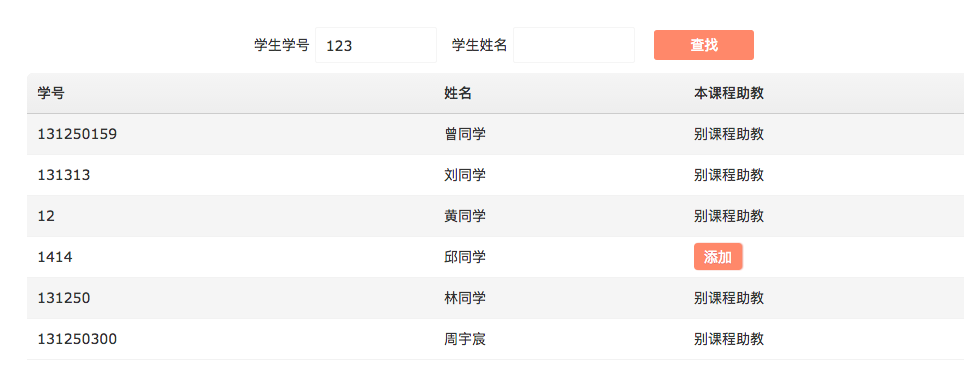 学生学号 123 学生姓名 查找
学号 姓名 本课程助教
131250159 曾同学 别课程助教
131313 刘同学 别课程助教
12 黄同学 别课程助教
1414 邱同学 添加
131250 林同学 别课程助教
131250300 周宇宸 别课程助教